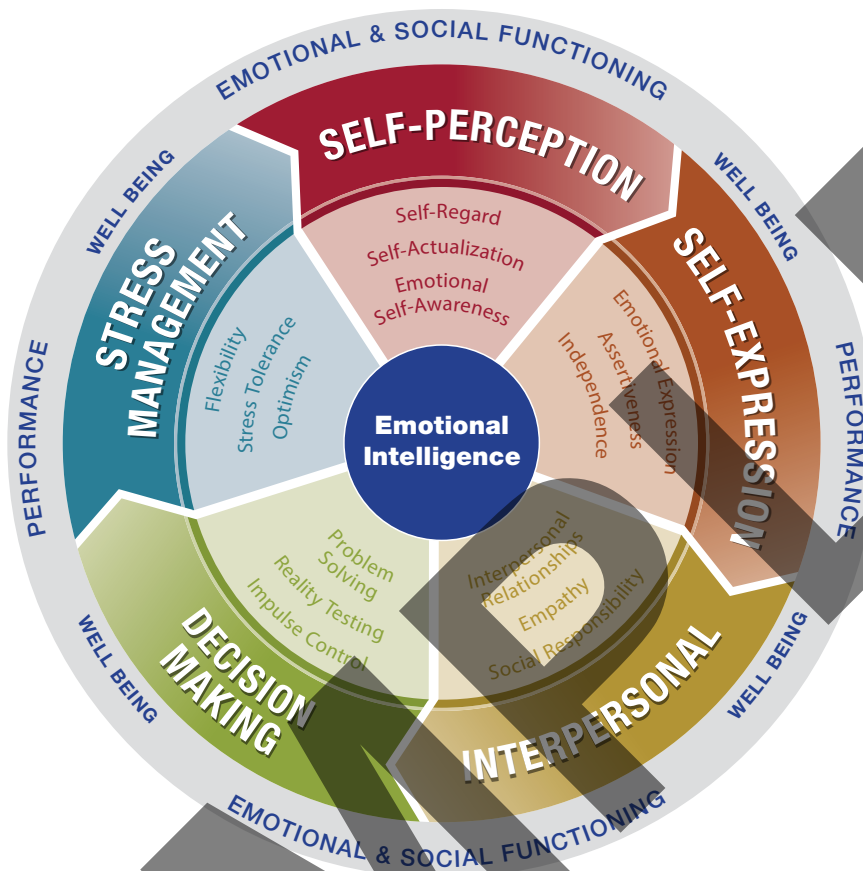 EMOTIONAL & SOCIAL FUNCTIONING
WELL BEING
WELL BEING
PERFORMANCE
PERFORMANCE
SELF-PERCEPTION
Self-Regard
Self-Actualization
Emotional
Self-Awareness
SELF-EXPRESSION
Emotional Expression
Assertiveness
Independence
STRESS
MANAGEMENT
Flexibility
Stress Tolerance
Optimism
Emotional
Intelligence
INTERPERSONAL
Interpersonal
Relationships
Empathy
Social Responsibility
DECISION
MAKING
Problem
Solving
Reality Testing
Impulse Control
WELL BEING
WELL BEING
EMOTIONAL & SOCIAL FUNCTIONING